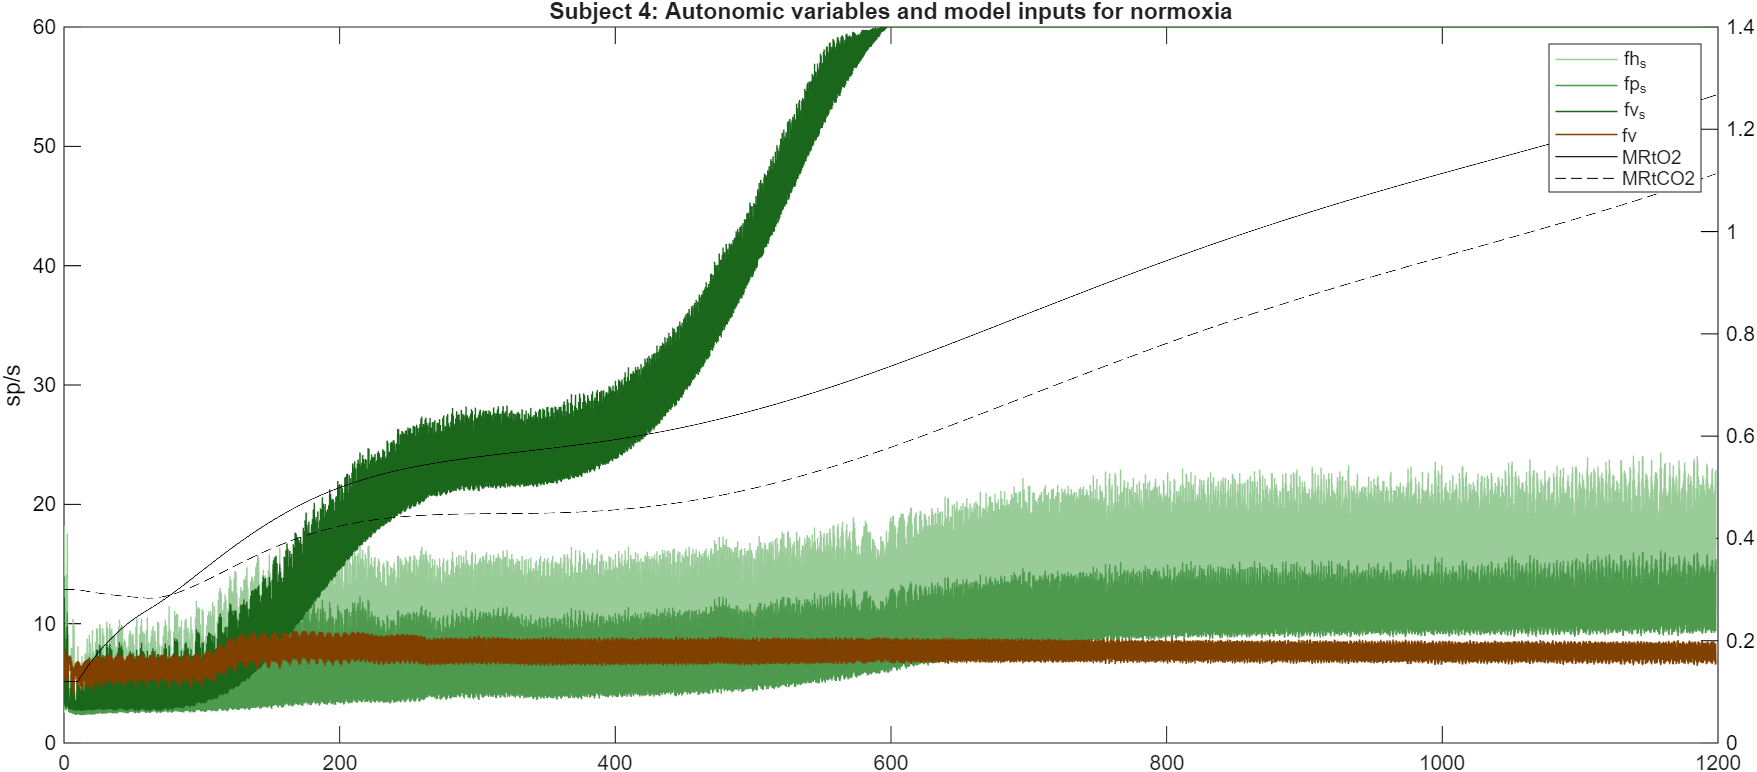 Subject 4: Autonomic variables and model inputs for normoxia
60
50
40
30
20
10
0
sp/s
1.4
1.2
1
0.8
0.6
0.4
0.2
0
fhs
fps
fvs
fv
MRtO2
MRtCO2
0 200 400 600 800 1000 1200